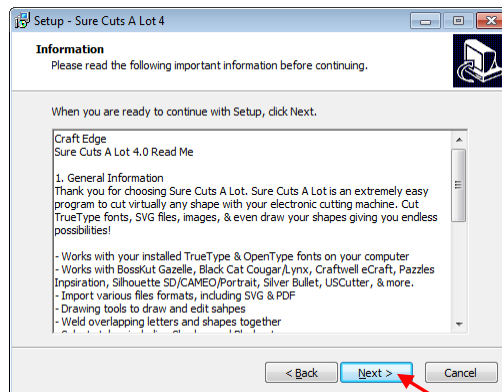 Setup - Sure Cuts A Lot 4
Information
Please read the following important information before continuing.
When you are ready to continue with Setup, click Next.
Craft Edge
Sure Cuts A Lot 4.0 Read Me
1. General Information
Thank you for choosing Sure Cuts A Lot. Sure Cuts A Lot is an extremely easy
program to cut virtually any shape with your electronic cutting machine. Cut
TrueType fonts, SVG files, images, & even draw your shapes giving you endless
possibilities!
- Works with your installed TrueType & OpenType fonts on your computer
- Works with BossKut Gazelle, Black Cat Cougar/Lynx, Craftwell eCraft, Pazzles
Inpsiration, Silhouette SD/CAMEO/Portrait, Silver Bullet, USCutter, & more.
- Import various files formats, including SVG & PDF
- Drawing tools to draw and edit sahpes
- Weld overlapping letters and shapes together
< Back
Next >
Cancel